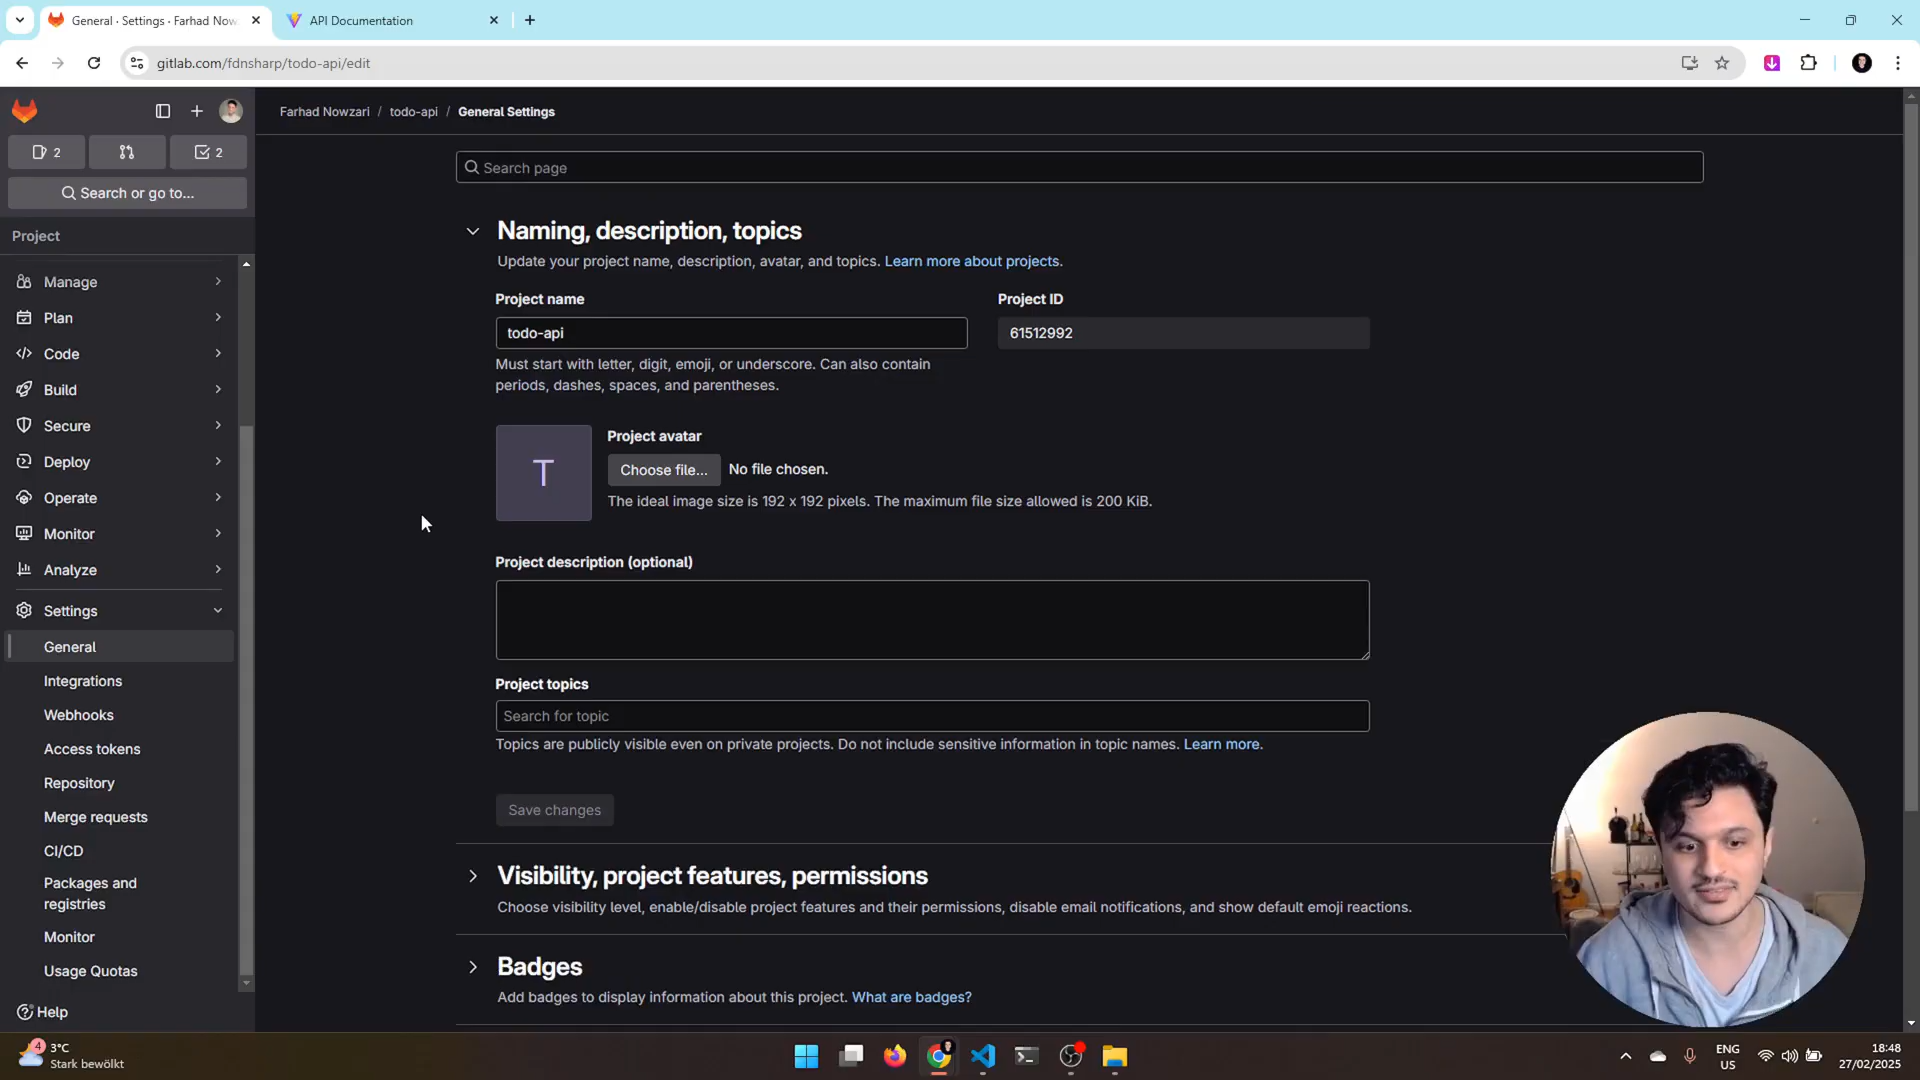 General · Settings · Farhad Now
API Documentation
gitlab.com/fdnsharp/todo-api/edit
Farhad Nowzari / todo-api / General Settings
2
2
Search or go to...
Project
Manage
Plan
Code
Build
Secure
Deploy
Operate
Monitor
Analyze
Settings
General
Integrations
Webhooks
Access tokens
Repository
Merge requests
CI/CD
Packages and
registries
Monitor
Usage Quotas
Help
Search page
Naming, description, topics
Update your project name, description, avatar, and topics. Learn more about projects.
Project name
Project ID
todo-api
61512992
Must start with letter, digit, emoji, or underscore. Can also contain
periods, dashes, spaces, and parentheses.
T
Project avatar
Choose file...
No file chosen.
The ideal image size is 192 x 192 pixels. The maximum file size allowed is 200 KiB.
Project description (optional)
Project topics
Search for topic
Topics are publicly visible even on private projects. Do not include sensitive information in topic names. Learn more.
Save changes
Visibility, project features, permissions
Choose visibility level, enable/disable project features and their permissions, disable email notifications, and show default emoji reactions.
Badges
Add badges to display information about this project. What are badges?
4
3°C
Stark bewölkt
ENG
US
18:48
27/02/2025